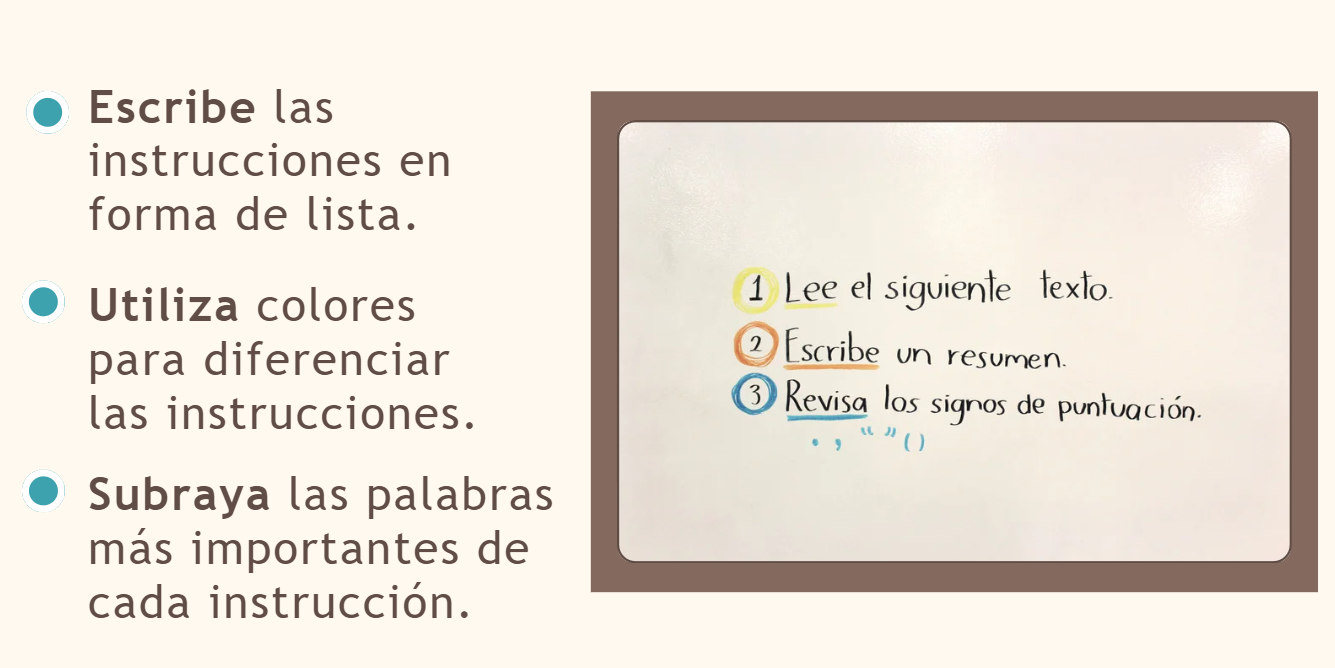 Escribe las
instrucciones en
forma de lista.
Utiliza colores
para diferenciar
las instrucciones.
Subraya las palabras
más importantes de
cada instrucción.
1 Lee el siguiente texto.
2 Escribe un resumen.
3 Revisa los signos de puntuación.
. , “ ” ( )